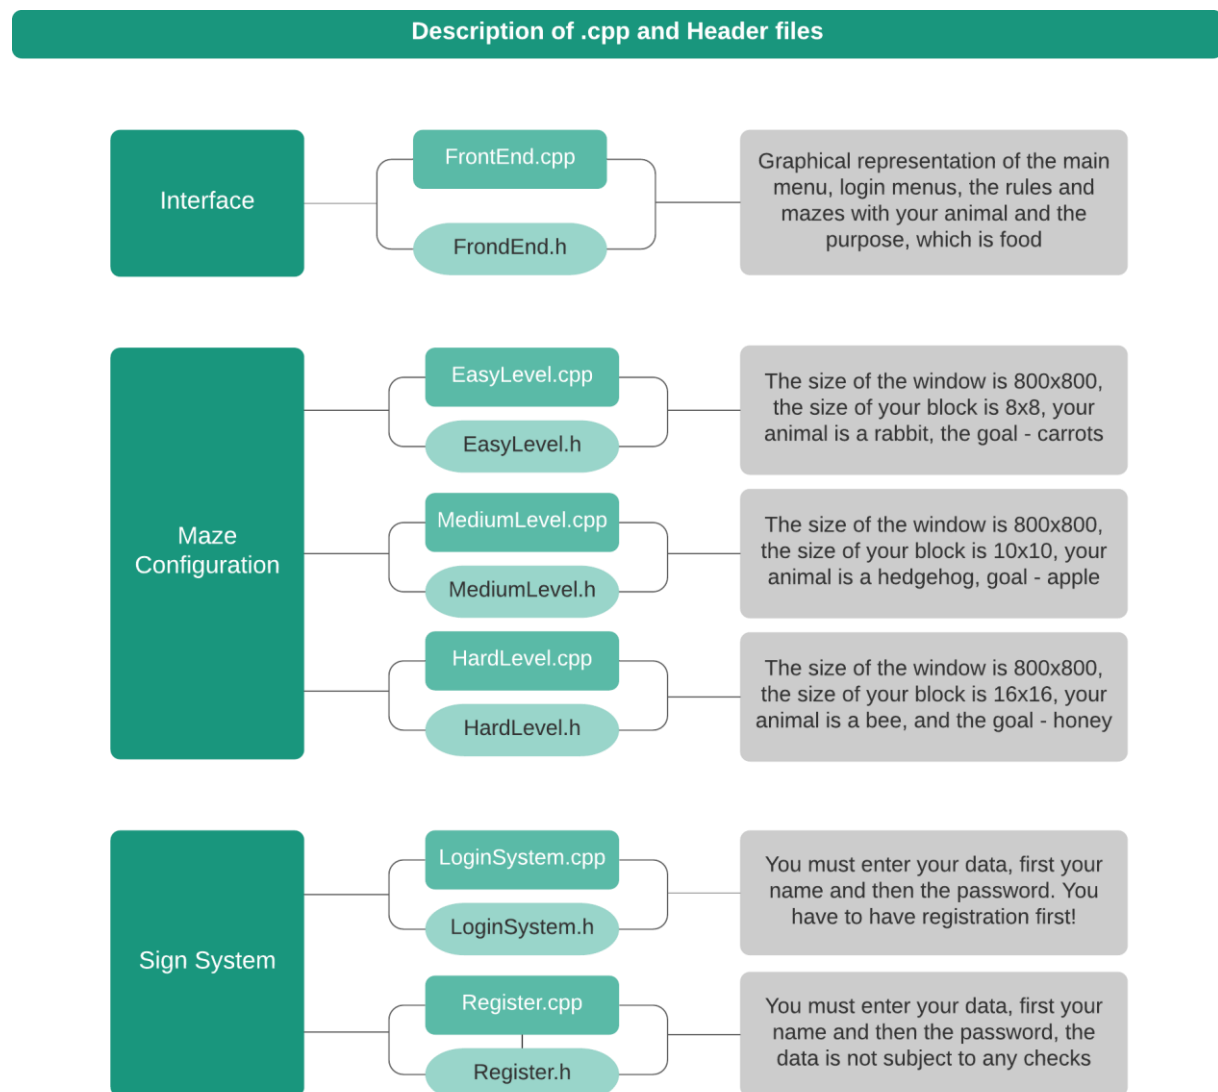 Description of .cpp and Header files
Interface
FrontEnd.cpp
FrondEnd.h
Graphical representation of the main
menu, login menus, the rules and
mazes with your animal and the
purpose, which is food
Maze
Configuration
EasyLevel.cpp
EasyLevel.h
The size of the window is 800x800,
the size of your block is 8x8, your
animal is a rabbit, the goal - carrots
MediumLevel.cpp
MediumLevel.h
The size of the window is 800x800,
the size of your block is 10x10, your
animal is a hedgehog, goal - apple
HardLevel.cpp
HardLevel.h
The size of the window is 800x800,
the size of your block is 16x16, your
animal is a bee, and the goal - honey
Sign System
LoginSystem.cpp
LoginSystem.h
You must enter your data, first your
name and then the password. You
have to have registration first!
Register.cpp
Register.h
You must enter your data, first your
name and then the password, the
data is not subject to any checks